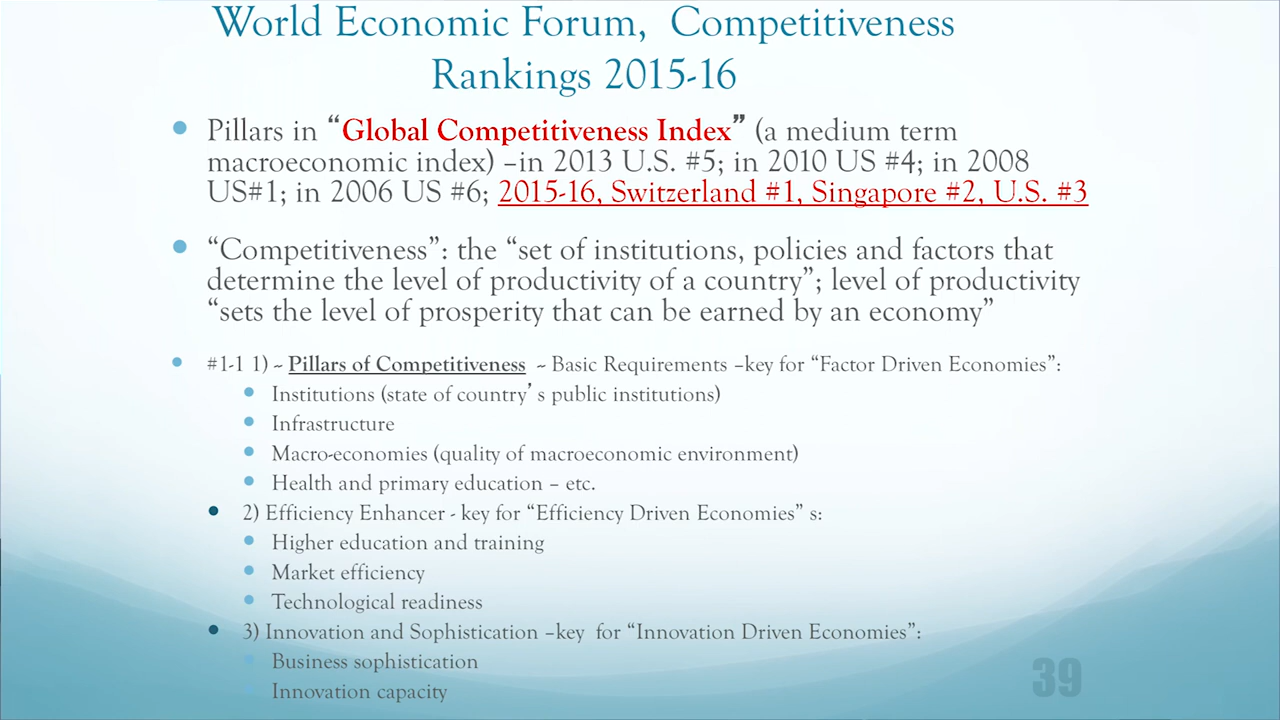 World Economic Forum,  Competitiveness
Rankings 2015-16
Pillars in “Global Competitiveness Index” (a medium term
macroeconomic index) –in 2013 U.S. #5; in 2010 US #4; in 2008
US#1; in 2006 US #6; 2015-16, Switzerland #1, Singapore #2, U.S. #3
“Competitiveness”: the “set of institutions, policies and factors that
determine the level of productivity of a country”; level of productivity
“sets the level of prosperity that can be earned by an economy”
#1-1 1) ~ Pillars of Competitiveness  ~ Basic Requirements –key for “Factor Driven Economies”:
Institutions (state of country’ s public institutions)
Infrastructure
Macro-economies (quality of macroeconomic environment)
Health and primary education – etc.
2) Efficiency Enhancer - key for “Efficiency Driven Economies” s:
Higher education and training
Market efficiency
Technological readiness
3) Innovation and Sophistication –key  for “Innovation Driven Economies”:
Business sophistication
Innovation capacity
39